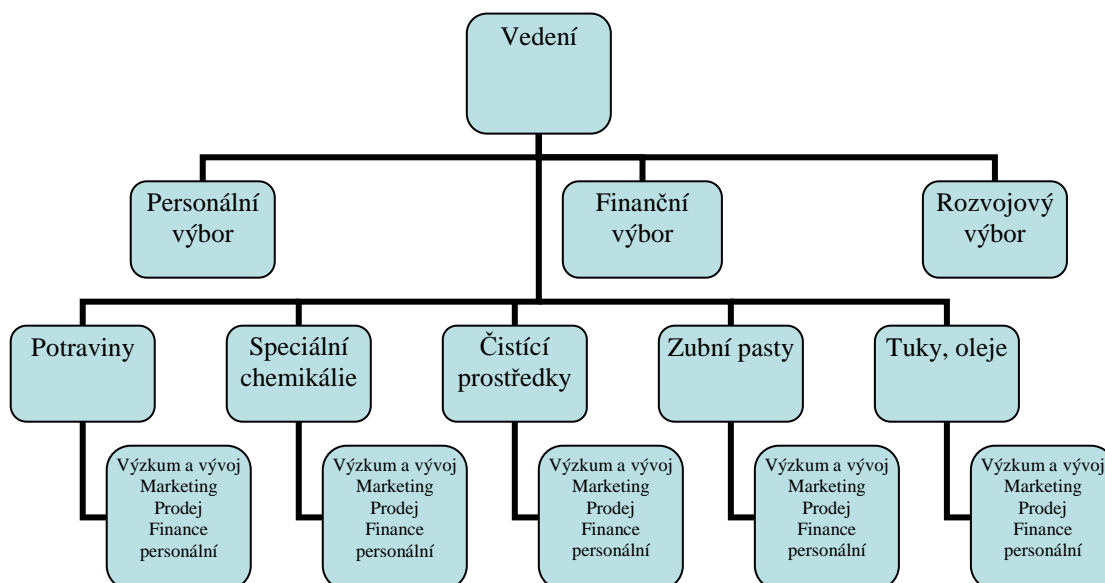 Vedení
Personální
výbor
Finanční
výbor
Rozvojový
výbor
Potraviny
Speciální
chemikálie
Čistící
prostředky
Zubní pasty
Tuky, oleje
Výzkum a vývoj
Marketing
Prodej
Finance
personální
Výzkum a vývoj
Marketing
Prodej
Finance
personální
Výzkum a vývoj
Marketing
Prodej
Finance
personální
Výzkum a vývoj
Marketing
Prodej
Finance
personální
Výzkum a vývoj
Marketing
Prodej
Finance
personální